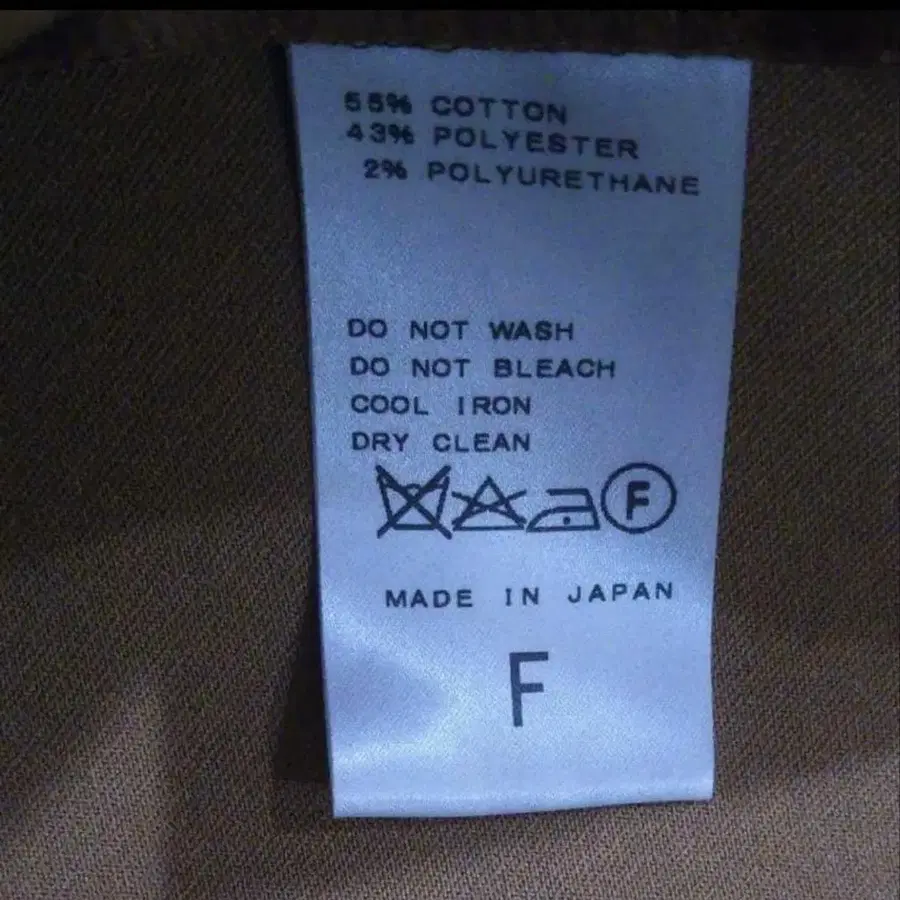 55% COTTON
43% POLYESTER
2% POLYURETHANE
DO NOT WASH
DO NOT BLEACH
COOL IRON
DRY CLEAN
F
MADE IN JAPAN
F